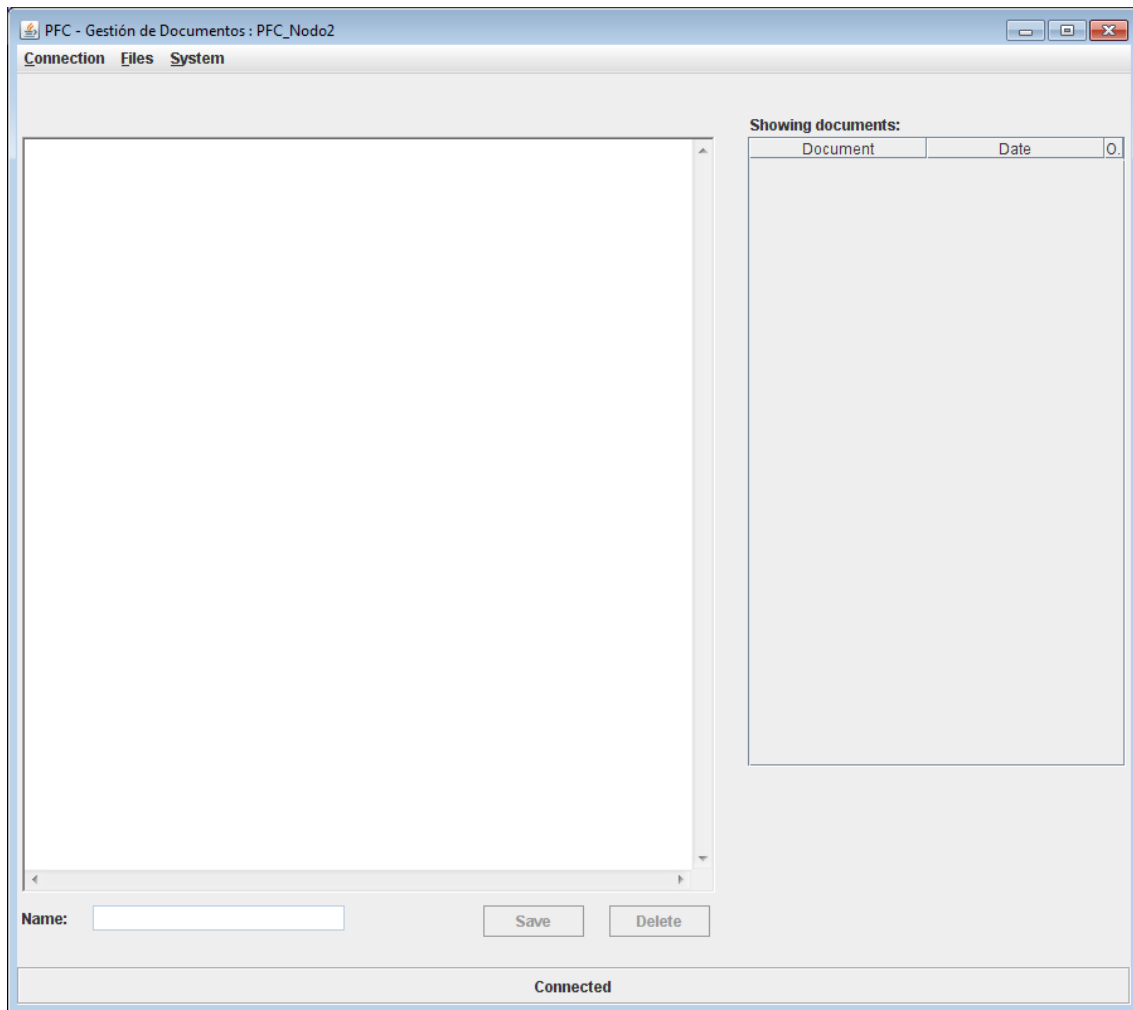 PFC - Gestión de Documentos : PFC_Nodo2
Connection Files System
Showing documents:
Document Date O.
Name: Save Delete
Connected